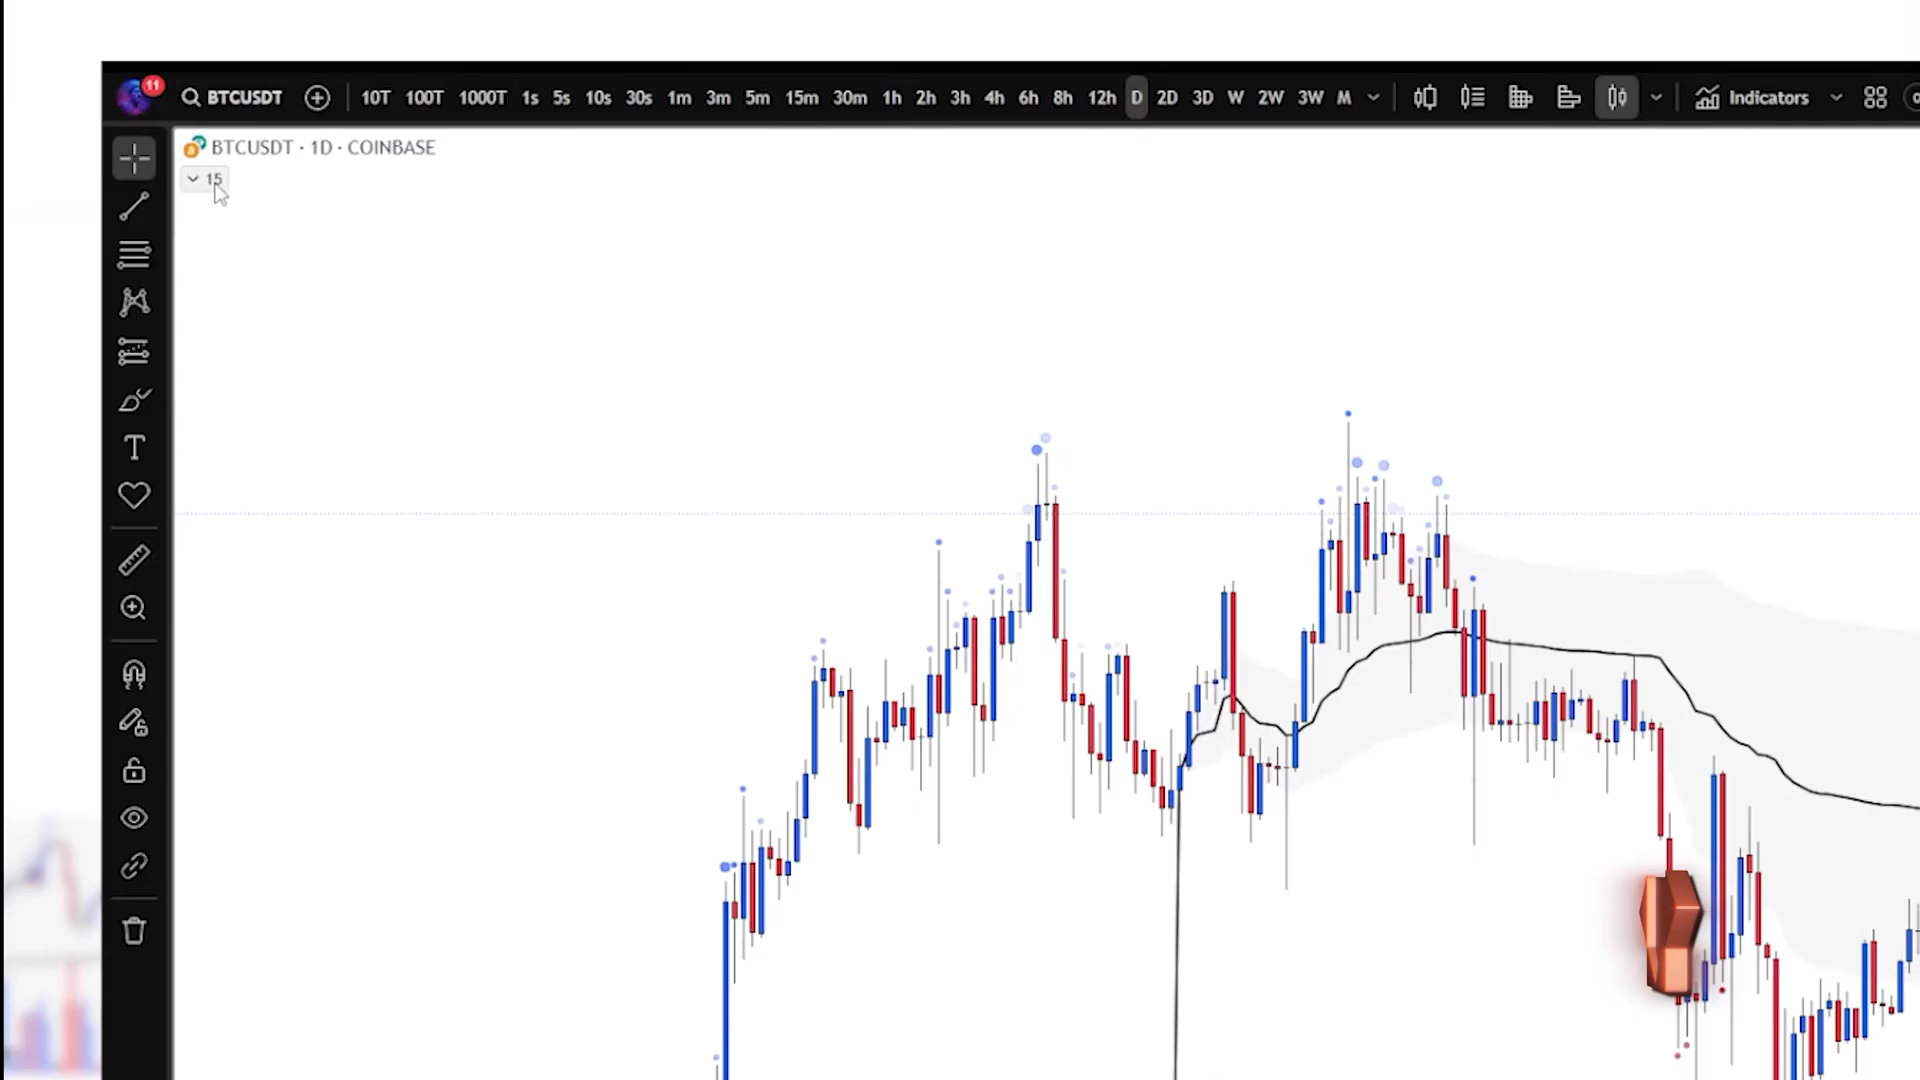 11
BTCUSDT 10T 100T 1000T 1s 5s 10s 30s 1m 3m 5m 15m 30m 1h 2h 3h 4h 6h 8h 12h D 2D 3D W 2W 3W M Indicators
BTCUSDT · 1D · COINBASE
15